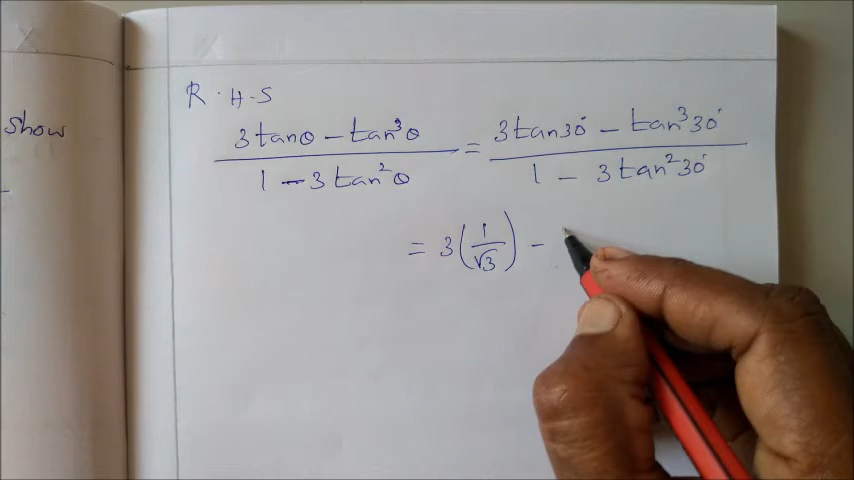 Show
R.H.S
3tanθ - tan³θ / 1 - 3tan²θ = 3tan30° - tan³30° / 1 - 3tan²30°
= 3(1/√3) -